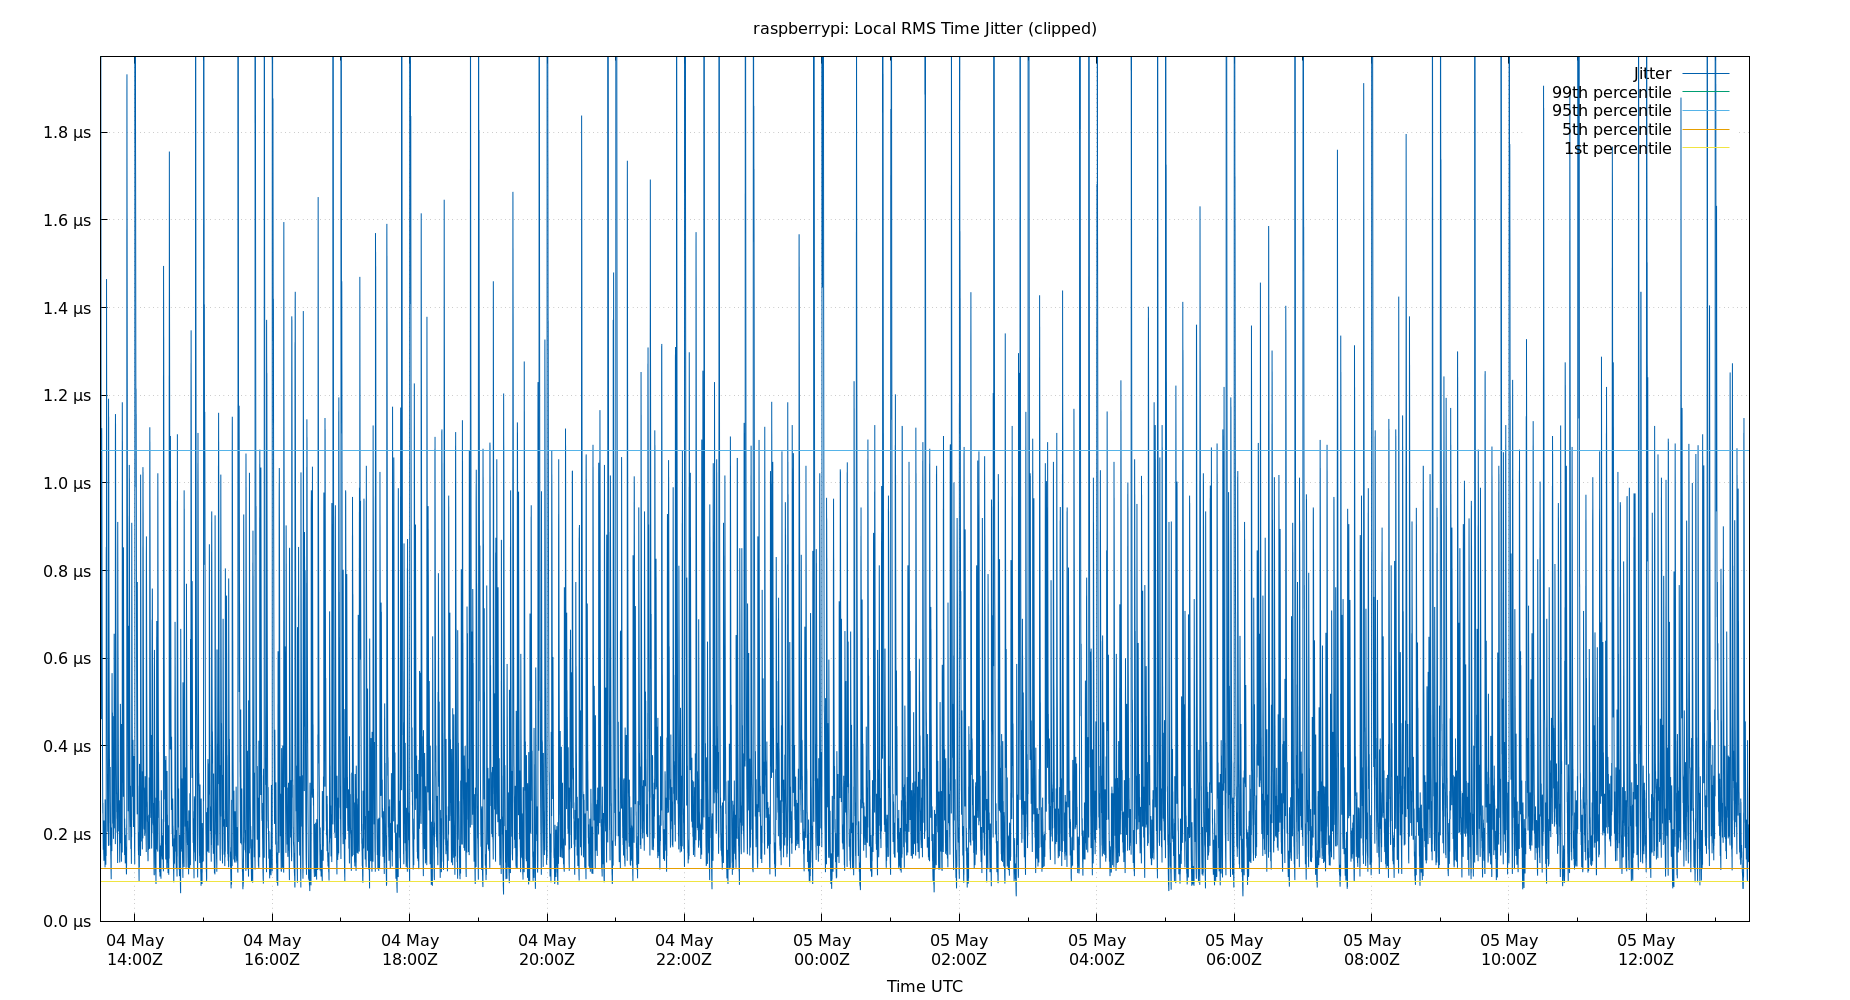 raspberrypi: Local RMS Time Jitter (clipped)
Jitter
99th percentile
95th percentile
5th percentile
1st percentile
1.8 µs
1.6 µs
1.4 µs
1.2 µs
1.0 µs
0.8 µs
0.6 µs
0.4 µs
0.2 µs
0.0 µs
04 May 04 May 04 May 04 May 04 May 05 May 05 May 05 May 05 May 05 May 05 May 05 May
14:00Z 16:00Z 18:00Z 20:00Z 22:00Z 00:00Z 02:00Z 04:00Z 06:00Z 08:00Z 10:00Z 12:00Z
Time UTC